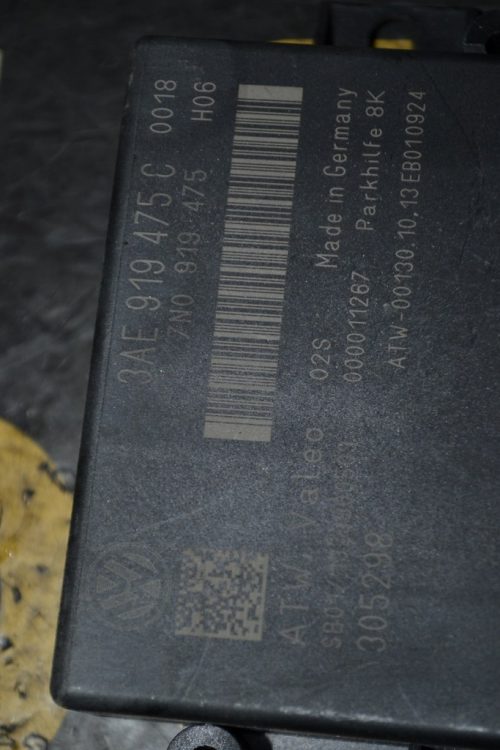 3AE 919 475 C 0018
7N0 919 475 H06
Made in Germany
02S
000011267 Parkhilfe 8K
ATW-00130.10.13 EB010924
ATW. Valeo
305298